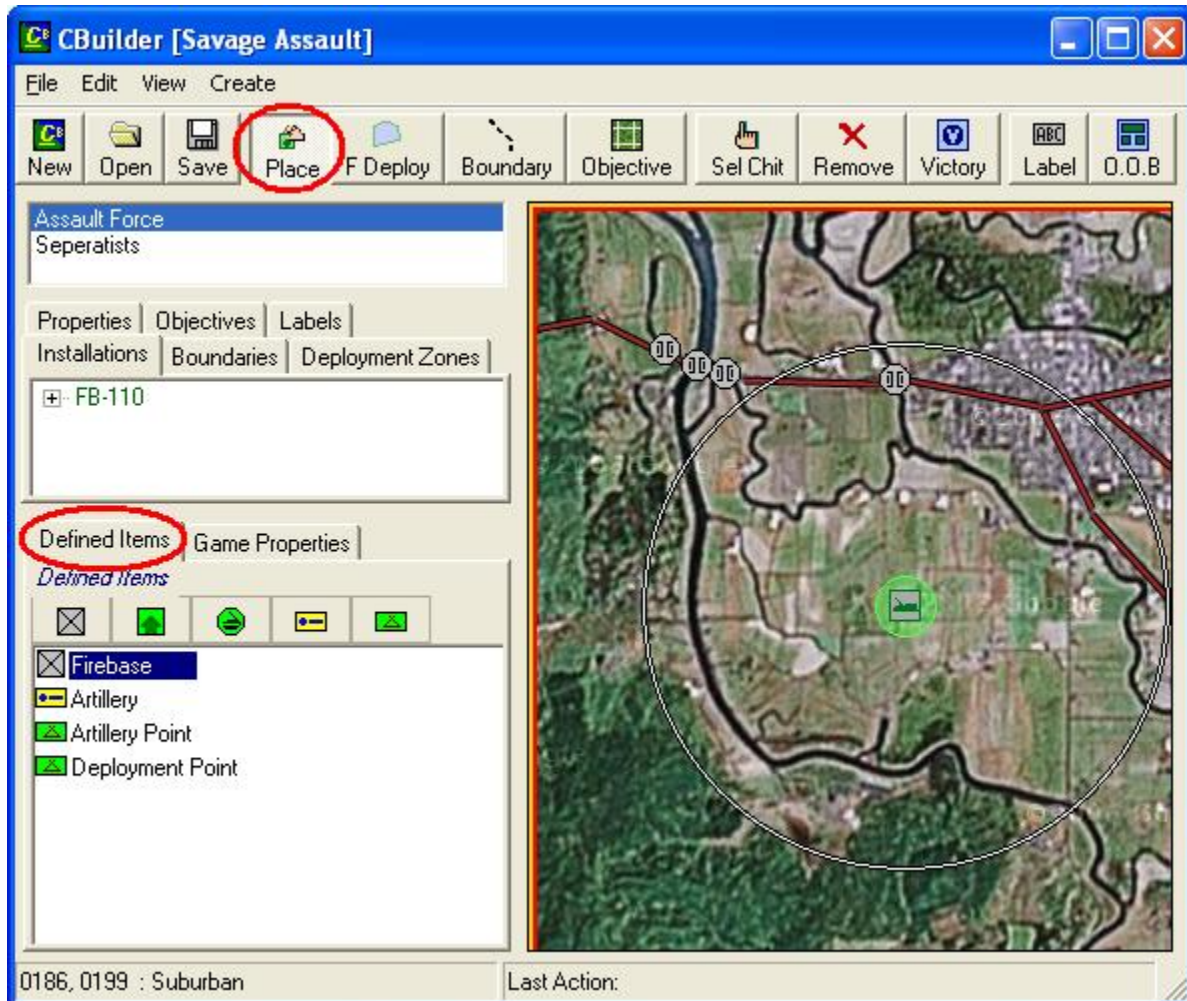 CBuilder [Savage Assault]
File Edit View Create
New Open Save Place F Deploy Boundary Objective Sel Chit Remove Victory Label O.O.B
Assault Force
Seperatists
Properties Objectives Labels
Installations Boundaries Deployment Zones
FB-110
Defined Items Game Properties
Defined Items
Firebase
Artillery
Artillery Point
Deployment Point
Google
0186, 0199 : Suburban Last Action: